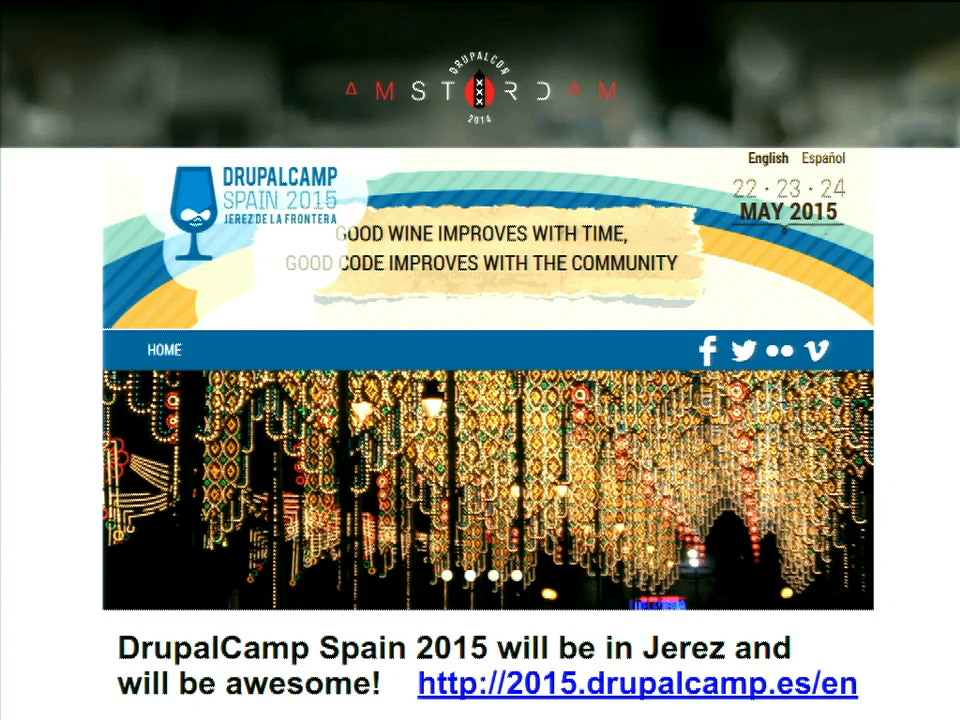 DRUPALCON
AMSTERDAM
2014
English Español
DRUPALCAMP
SPAIN 2015
JEREZ DE LA FRONTERA
22 · 23 · 24
MAY 2015
GOOD WINE IMPROVES WITH TIME,
GOOD CODE IMPROVES WITH THE COMMUNITY
HOME
DrupalCamp Spain 2015 will be in Jerez and
will be awesome! http://2015.drupalcamp.es/en